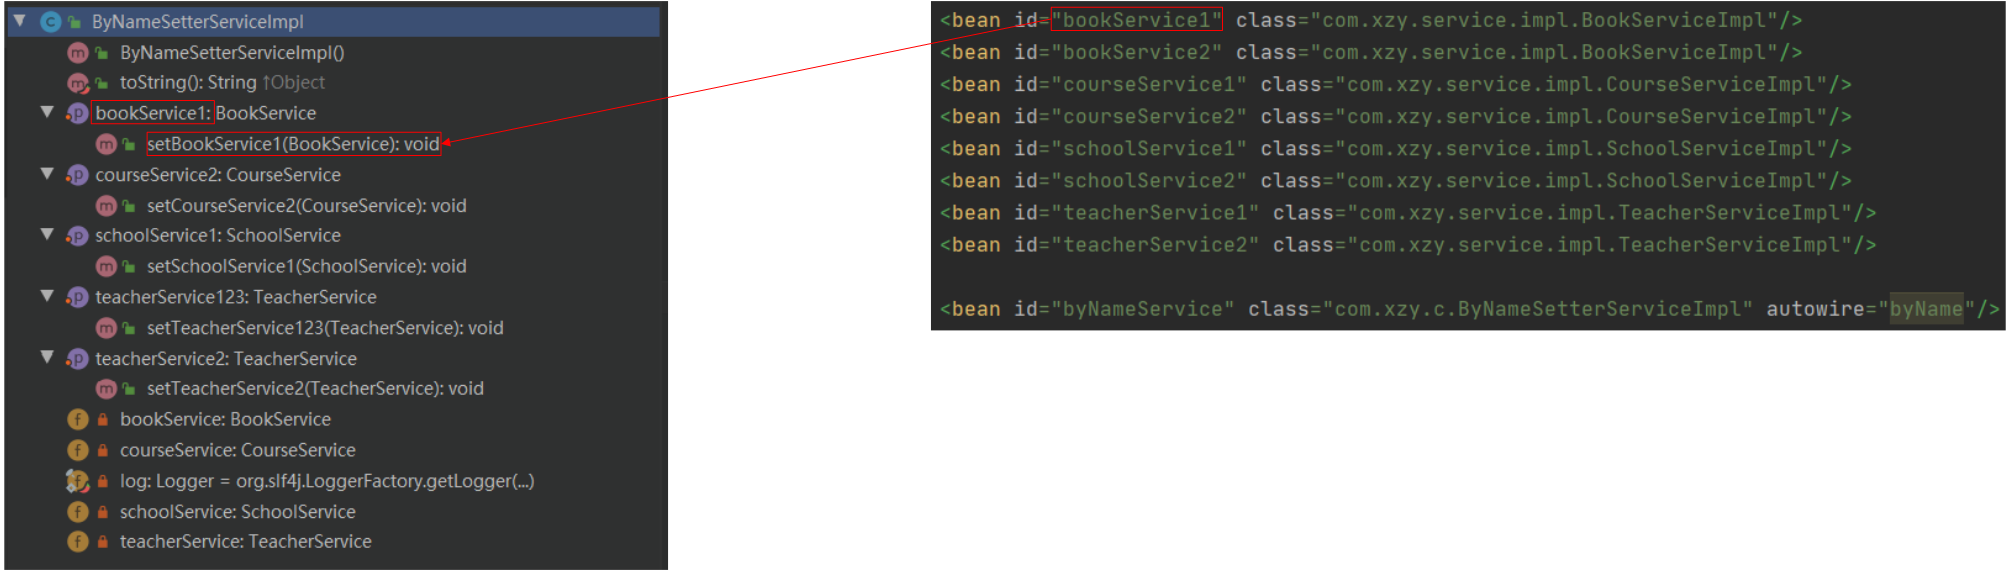 ByNameSetterServiceImpl
ByNameSetterServiceImpl()
toString(): String ↑Object
bookService1: BookService
setBookService1(BookService): void
courseService2: CourseService
setCourseService2(CourseService): void
schoolService1: SchoolService
setSchoolService1(SchoolService): void
teacherService123: TeacherService
setTeacherService123(TeacherService): void
teacherService2: TeacherService
setTeacherService2(TeacherService): void
bookService: BookService
courseService: CourseService
log: Logger = org.slf4j.LoggerFactory.getLogger(...)
schoolService: SchoolService
teacherService: TeacherService
<bean id="bookService1" class="com.xzy.service.impl.BookServiceImpl"/>
<bean id="bookService2" class="com.xzy.service.impl.BookServiceImpl"/>
<bean id="courseService1" class="com.xzy.service.impl.CourseServiceImpl"/>
<bean id="courseService2" class="com.xzy.service.impl.CourseServiceImpl"/>
<bean id="schoolService1" class="com.xzy.service.impl.SchoolServiceImpl"/>
<bean id="schoolService2" class="com.xzy.service.impl.SchoolServiceImpl"/>
<bean id="teacherService1" class="com.xzy.service.impl.TeacherServiceImpl"/>
<bean id="teacherService2" class="com.xzy.service.impl.TeacherServiceImpl"/>
<bean id="byNameService" class="com.xzy.c.ByNameSetterServiceImpl" autowire="byName"/>